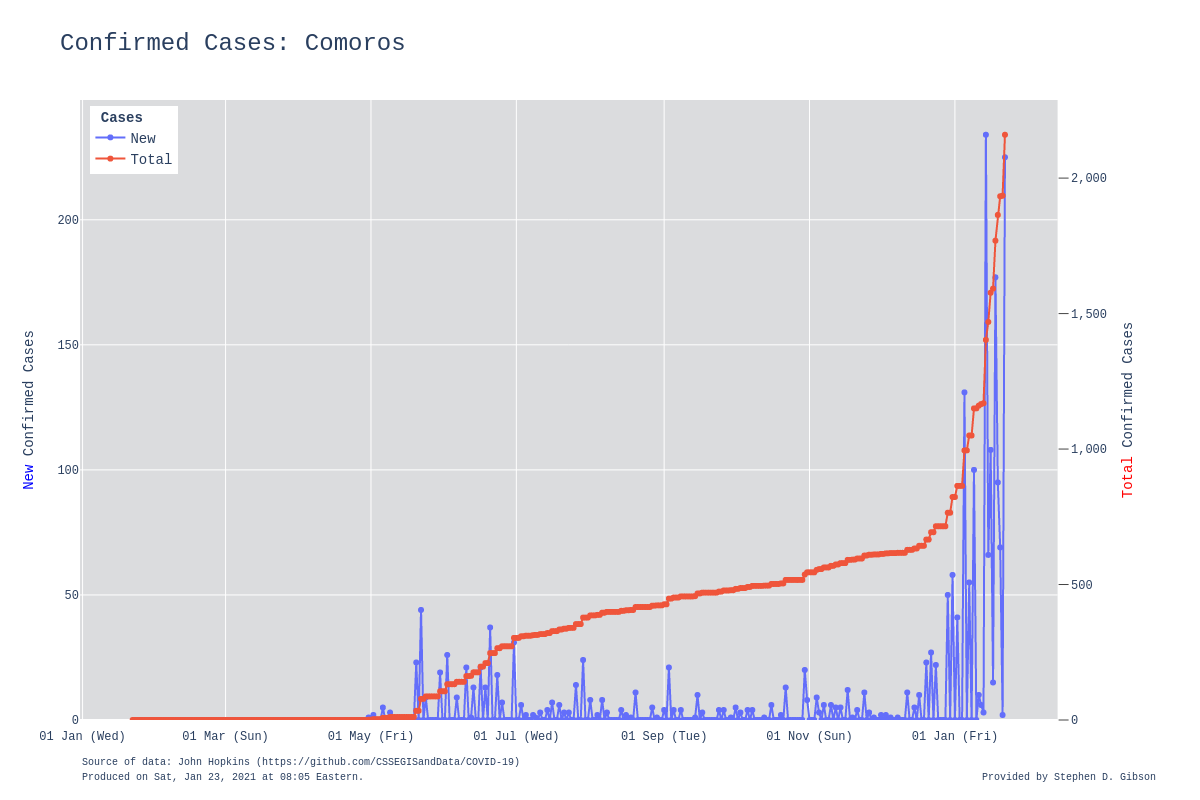 Confirmed Cases: Comoros
Cases
New
Total
200
150
100
50
0
2,000
1,500
1,000
500
0
New Confirmed Cases
Total Confirmed Cases
01 Jan (Wed) 01 Mar (Sun) 01 May (Fri) 01 Jul (Wed) 01 Sep (Tue) 01 Nov (Sun) 01 Jan (Fri)
Source of data: John Hopkins (https://github.com/CSSEGISandData/COVID-19)
Produced on Sat, Jan 23, 2021 at 08:05 Eastern.
Provided by Stephen D. Gibson